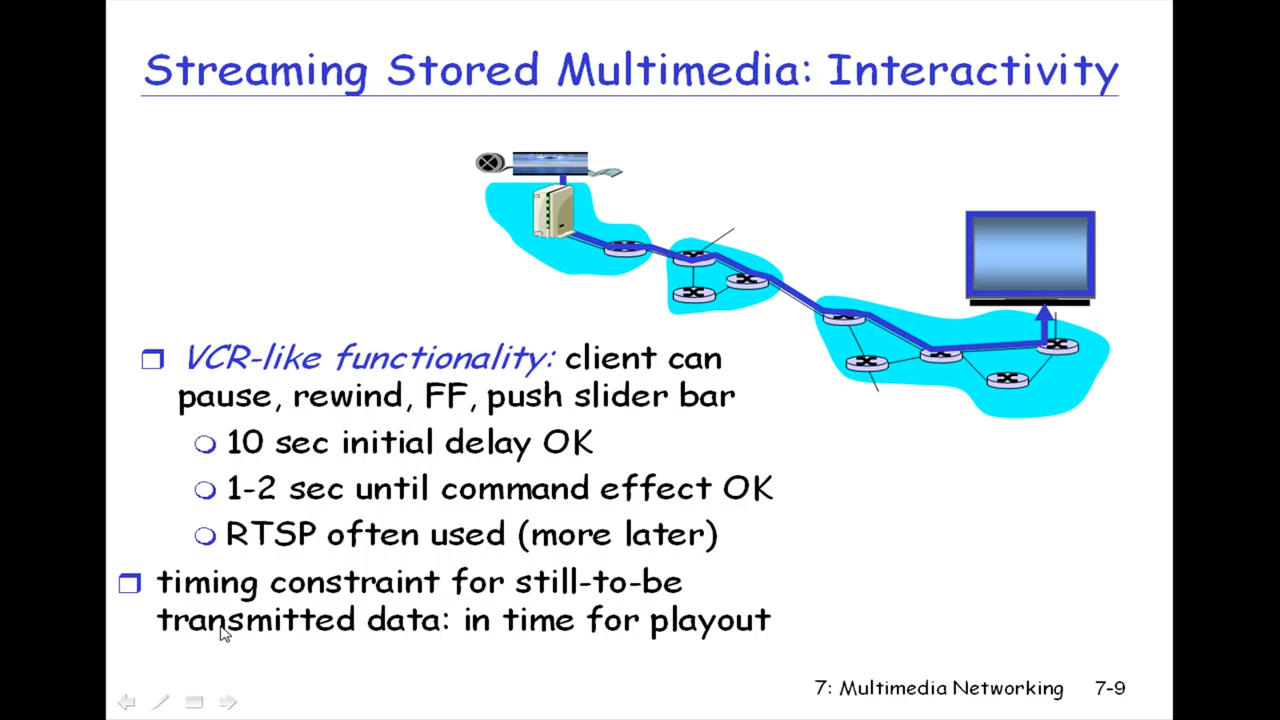 Streaming Stored Multimedia: Interactivity
VCR-like functionality: client can
pause, rewind, FF, push slider bar
10 sec initial delay OK
1-2 sec until command effect OK
RTSP often used (more later)
timing constraint for still-to-be
transmitted data: in time for playout
7: Multimedia Networking 7-9